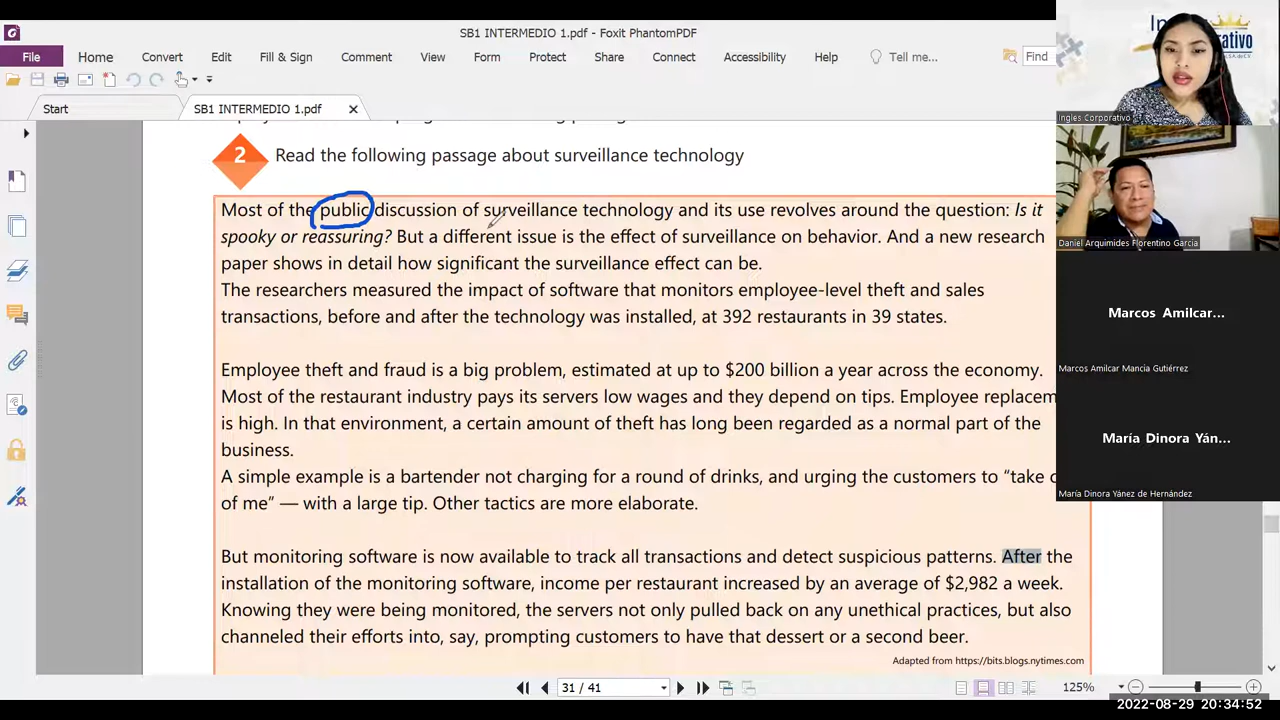 SB1 INTERMEDIO 1.pdf - Foxit PhantomPDF
File Home Convert Edit Fill & Sign Comment View Form Protect Share Connect Accessibility Help Tell me... Find
Start SB1 INTERMEDIO 1.pdf
2 Read the following passage about surveillance technology
Most of the public discussion of surveillance technology and its use revolves around the question: Is it
spooky or reassuring? But a different issue is the effect of surveillance on behavior. And a new research
paper shows in detail how significant the surveillance effect can be.
The researchers measured the impact of software that monitors employee-level theft and sales
transactions, before and after the technology was installed, at 392 restaurants in 39 states.
Employee theft and fraud is a big problem, estimated at up to $200 billion a year across the economy.
Most of the restaurant industry pays its servers low wages and they depend on tips. Employee replacem
is high. In that environment, a certain amount of theft has long been regarded as a normal part of the
business.
A simple example is a bartender not charging for a round of drinks, and urging the customers to “take c
of me” — with a large tip. Other tactics are more elaborate.
But monitoring software is now available to track all transactions and detect suspicious patterns. After the
installation of the monitoring software, income per restaurant increased by an average of $2,982 a week.
Knowing they were being monitored, the servers not only pulled back on any unethical practices, but also
channeled their efforts into, say, prompting customers to have that dessert or a second beer.
Adapted from https://bits.blogs.nytimes.com
31 / 41
125%
Ingles Corporativo
Daniel Arquimides Florentino Garcia
Marcos Amilcar...
Marcos Amilcar Mancia Gutiérrez
María Dinora Yán...
María Dinora Yánez de Hernández
2022-08-29 20:34:52